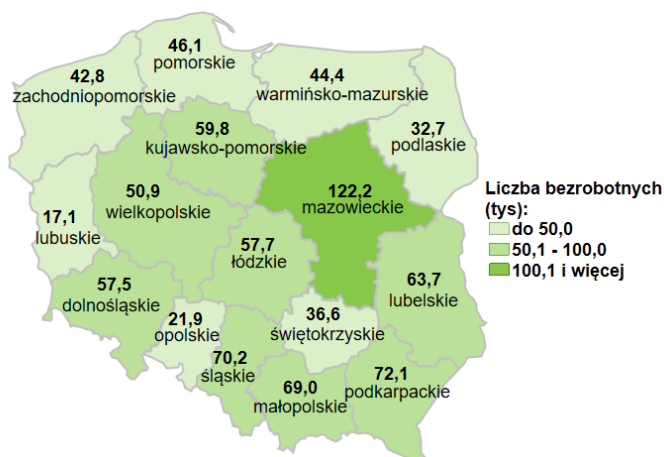 46,1
pomorskie
42,8
zachodniopomorskie
44,4
warmińsko-mazurskie
32,7
podlaskie
59,8
kujawsko-pomorskie
122,2
mazowieckie
50,9
wielkopolskie
17,1
lubuskie
57,7
łódzkie
63,7
lubelskie
57,5
dolnośląskie
21,9
opolskie
36,6
świętokrzyskie
70,2
śląskie
69,0
małopolskie
72,1
podkarpackie
Liczba bezrobotnych
(tys):
do 50,0
50,1 - 100,0
100,1 i więcej